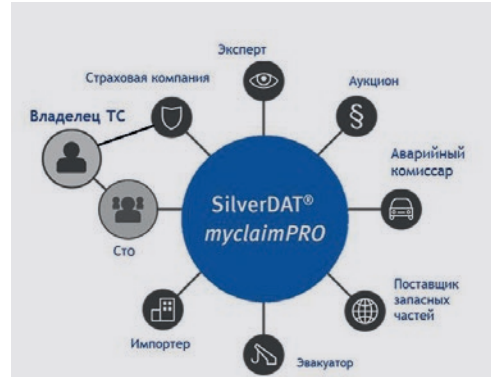 Эксперт
Страховая компания
Аукцион
Владелец ТС
§
Аварийный
комиссар
SilverDAT®
myclaimPRO
Сто
Поставщик
запасных
частей
Импортер
Эвакуатор